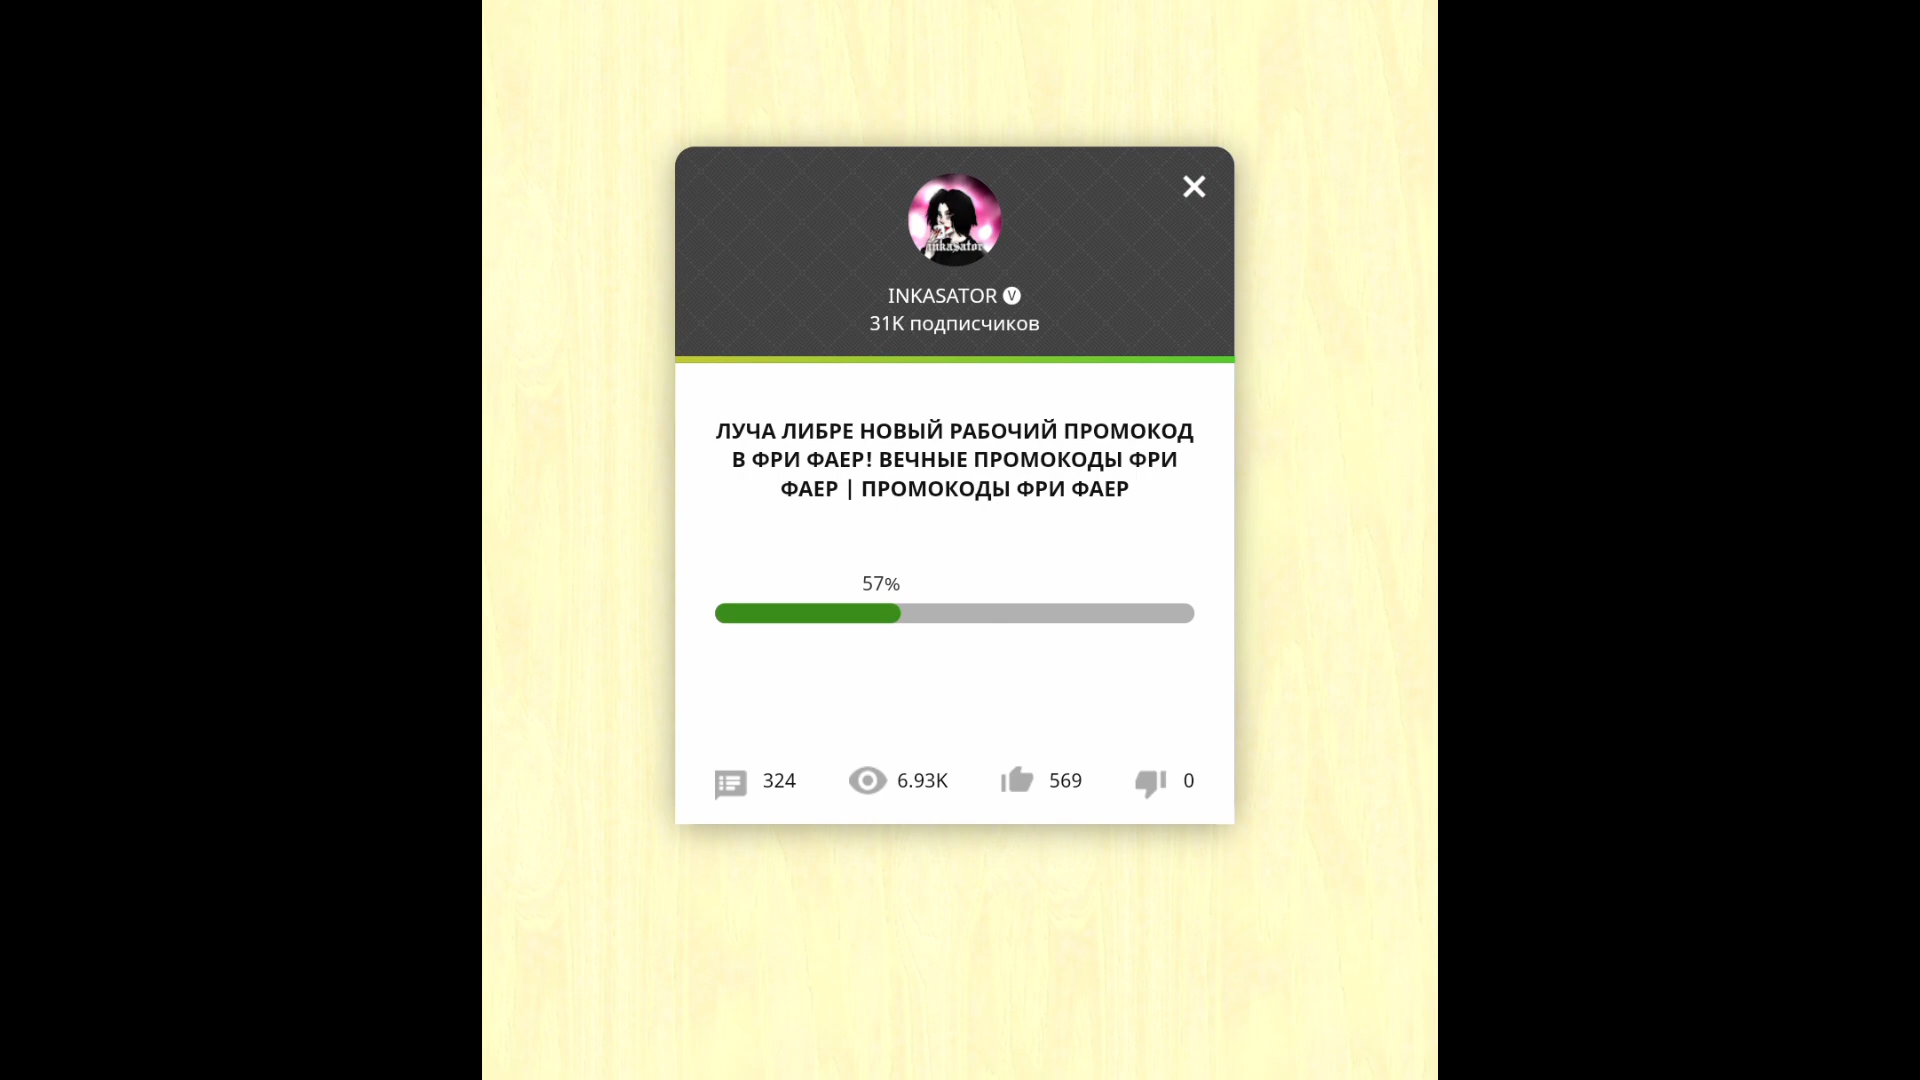 inkasator
INKASATOR V
31K подписчиков
ЛУЧА ЛИБРЕ НОВЫЙ РАБОЧИЙ ПРОМОКОД
В ФРИ ФАЕР! ВЕЧНЫЕ ПРОМОКОДЫ ФРИ
ФАЕР | ПРОМОКОДЫ ФРИ ФАЕР
57%
324 6.93K 569 0